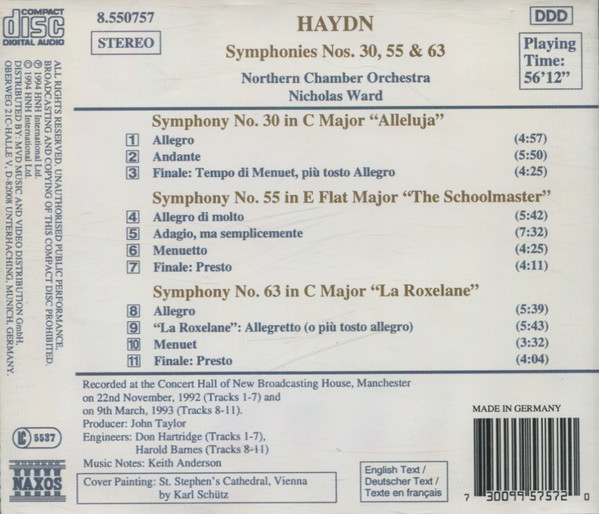 COMPACT
disc
DIGITAL AUDIO
8.550757
STEREO
HAYDN
Symphonies Nos. 30, 55 & 63
Northern Chamber Orchestra
Nicholas Ward
DDD
Playing
Time:
56'12"
Symphony No. 30 in C Major "Alleluja"
1 Allegro (4:57)
2 Andante (5:50)
3 Finale: Tempo di Menuet, più tosto Allegro (4:25)
Symphony No. 55 in E Flat Major "The Schoolmaster"
4 Allegro di molto (5:42)
5 Adagio, ma semplicemente (7:32)
6 Menuetto (4:25)
7 Finale: Presto (4:11)
Symphony No. 63 in C Major "La Roxelane"
8 Allegro (5:39)
9 "La Roxelane": Allegretto (o più tosto allegro) (5:43)
10 Menuet (3:32)
11 Finale: Presto (4:04)
Recorded at the Concert Hall of New Broadcasting House, Manchester
on 22nd November, 1992 (Tracks 1-7) and
on 9th March, 1993 (Tracks 8-11).
Producer: John Taylor
Engineers: Don Hartridge (Tracks 1-7),
Harold Barnes (Tracks 8-11)
Music Notes: Keith Anderson
Cover Painting: St. Stephen's Cathedral, Vienna
by Karl Schütz
English Text /
Deutscher Text /
Texte en français
MADE IN GERMANY
7 30099 57572 0
ALL RIGHTS RESERVED. UNAUTHORISED PUBLIC PERFORMANCE,
BROADCASTING AND COPYING OF THIS COMPACT DISC PROHIBITED.
℗ 1994 HNH International Ltd.
© 1994 HNH International Ltd.
DISTRIBUTED BY: MVD MUSIC AND VIDEO DISTRIBUTION GmbH,
OBERWEG 21C-HALLE V, D-82008 UNTERHACHING, MUNICH, GERMANY.
LC 5537
NAXOS